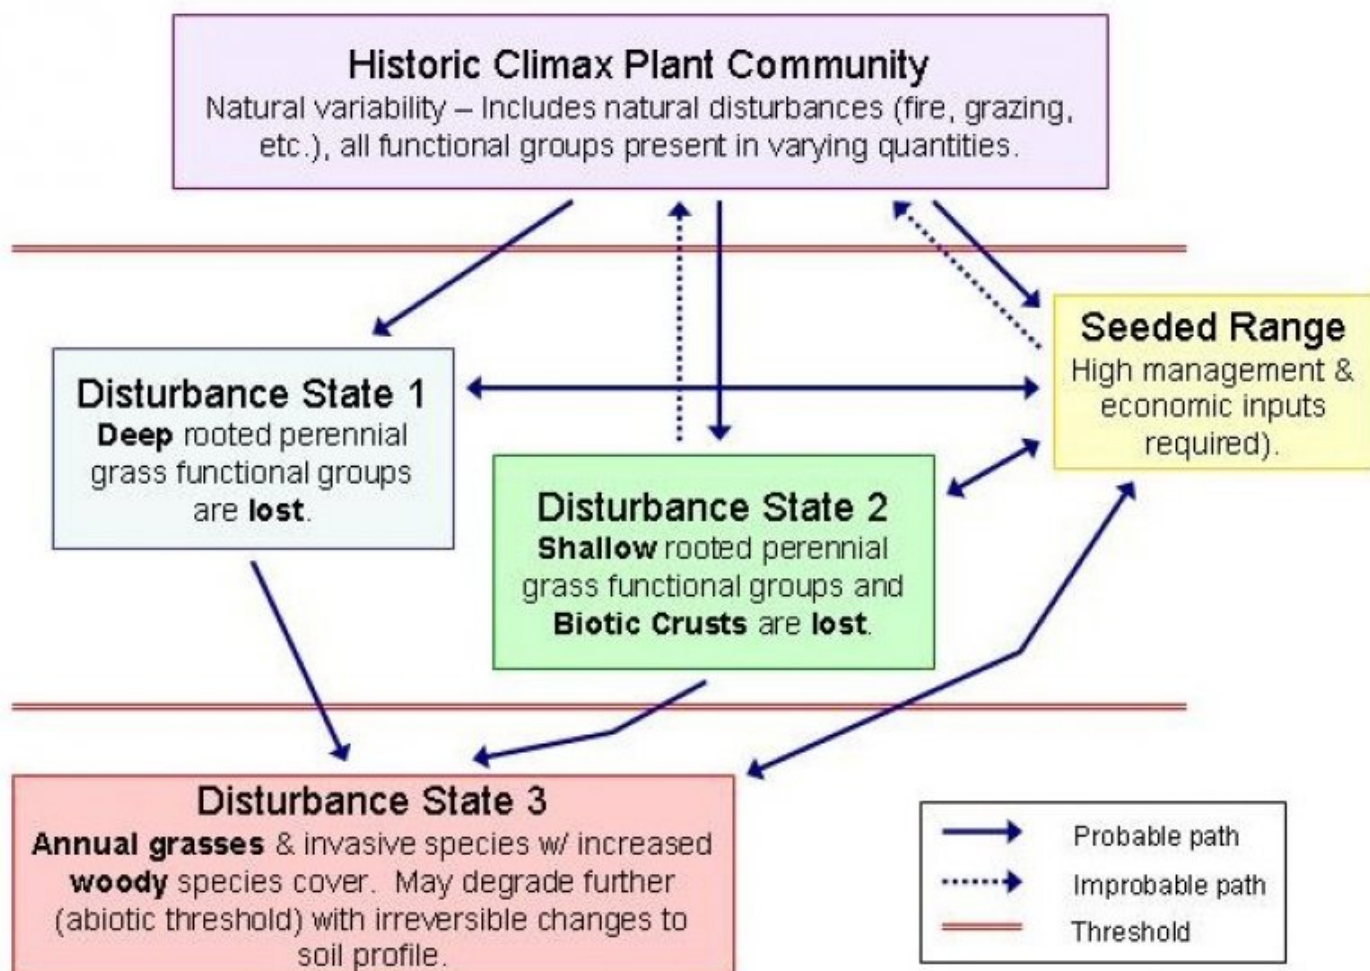 Historic Climax Plant Community
Natural variability – Includes natural disturbances (fire, grazing,
etc.), all functional groups present in varying quantities.
Seeded Range
High management &
economic inputs
required).
Disturbance State 1
Deep rooted perennial
grass functional groups
are lost.
Disturbance State 2
Shallow rooted perennial
grass functional groups and
Biotic Crusts are lost.
Disturbance State 3
Annual grasses & invasive species w/ increased
woody species cover. May degrade further
(abiotic threshold) with irreversible changes to
soil profile.
Probable path
Improbable path
Threshold